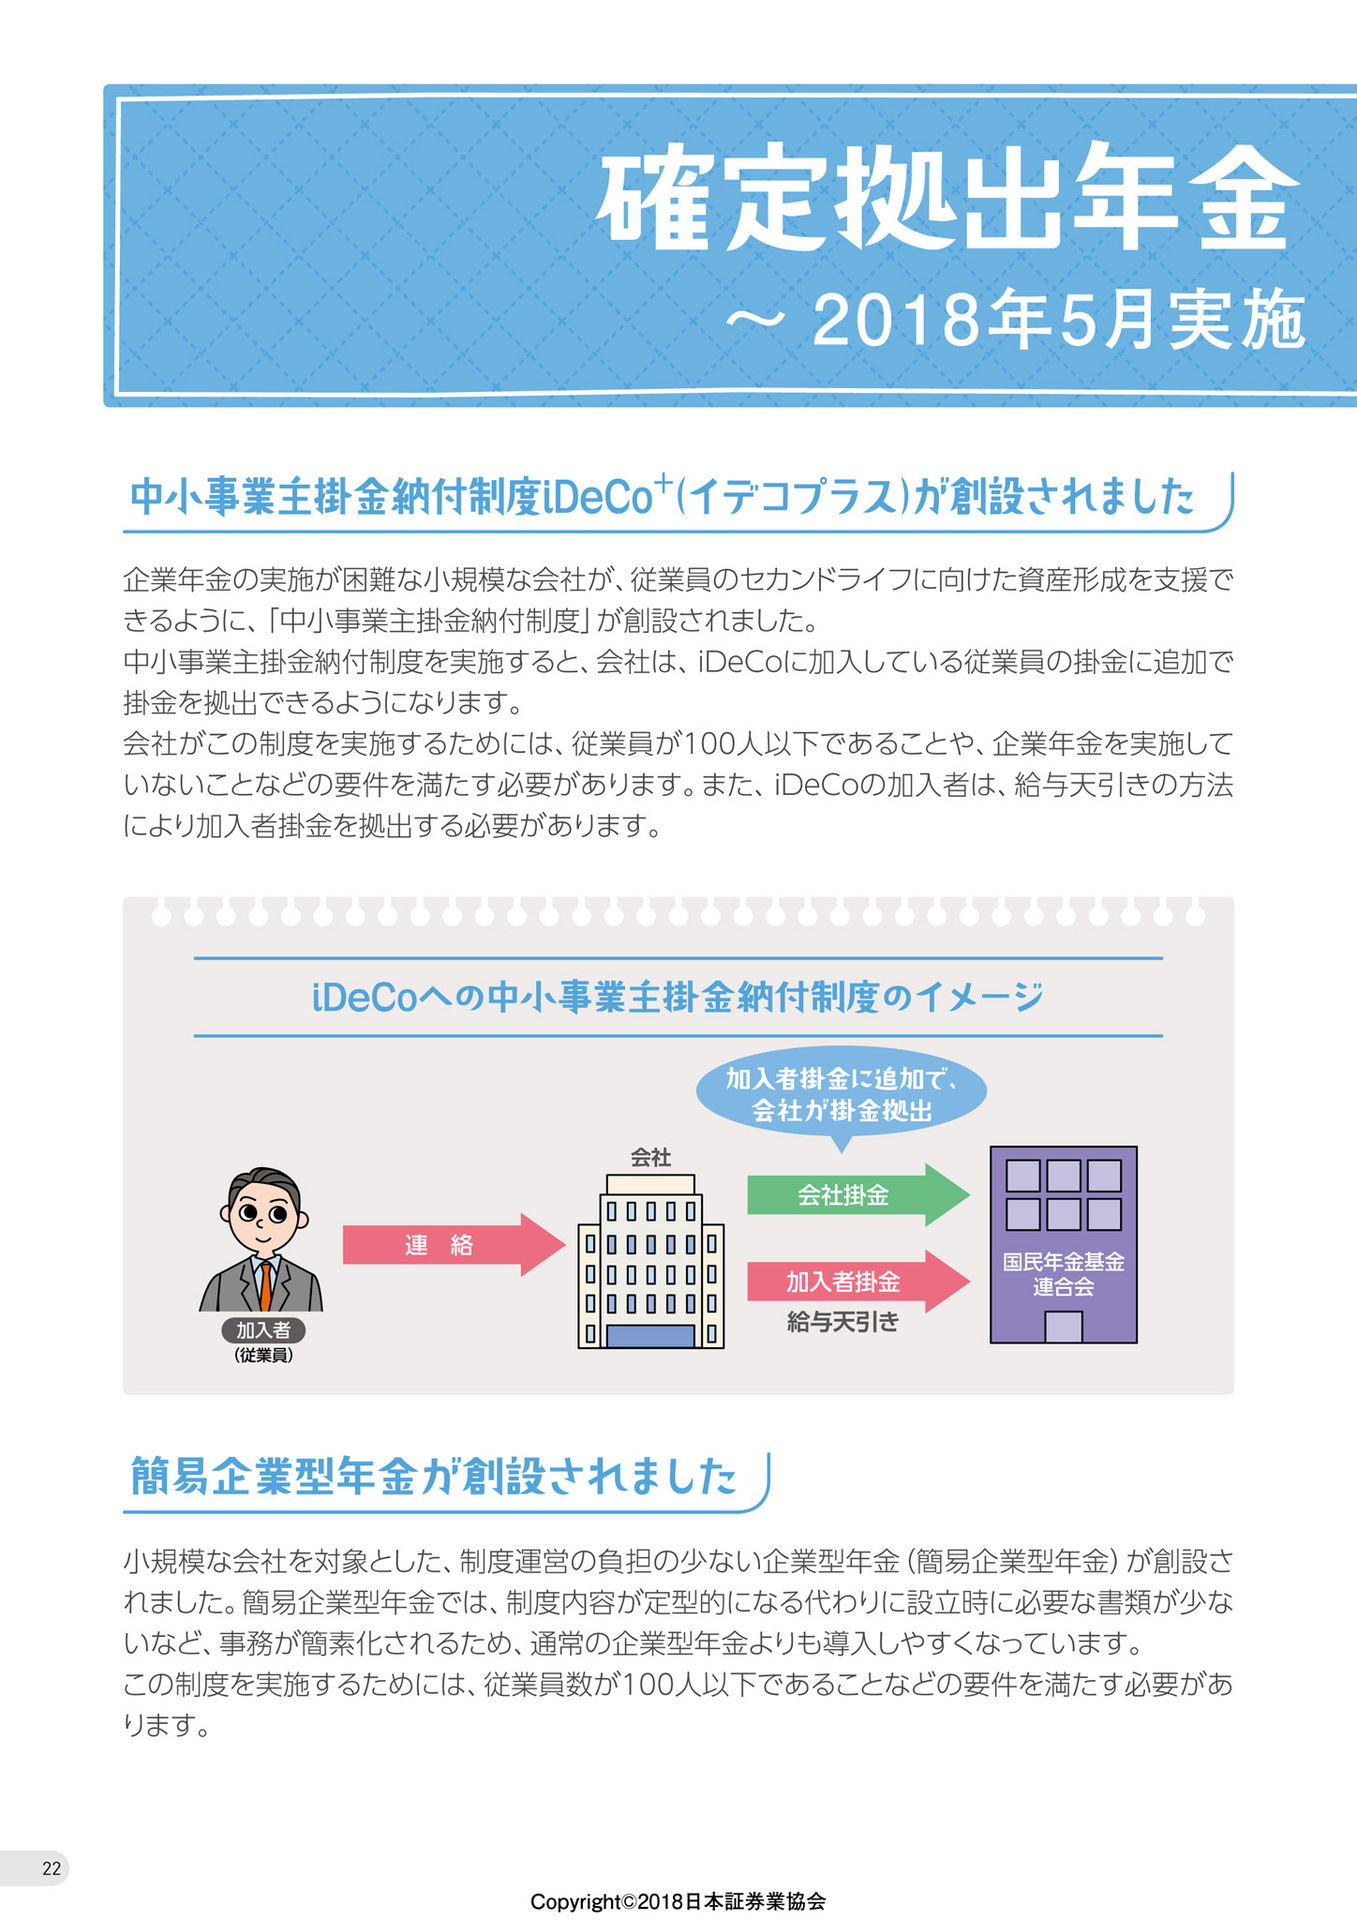 確定拠出年金
～ 2018年5月実施
中小事業主掛金納付制度iDeCo⁺(イデコプラス)が創設されました
企業年金の実施が困難な小規模な会社が、従業員のセカンドライフに向けた資産形成を支援で
きるように、「中小事業主掛金納付制度」が創設されました。
中小事業主掛金納付制度を実施すると、会社は、iDeCoに加入している従業員の掛金に追加で
掛金を拠出できるようになります。
会社がこの制度を実施するためには、従業員が100人以下であることや、企業年金を実施して
いないことなどの要件を満たす必要があります。また、iDeCoの加入者は、給与天引きの方法
により加入者掛金を拠出する必要があります。
iDeCoへの中小事業主掛金納付制度のイメージ
加入者掛金に追加で、
会社が掛金拠出
会社
会社掛金
連　絡
国民年金基金
連合会
加入者掛金
給与天引き
加入者
(従業員)
簡易企業型年金が創設されました
小規模な会社を対象とした、制度運営の負担の少ない企業型年金（簡易企業型年金）が創設さ
れました。簡易企業型年金では、制度内容が定型的になる代わりに設立時に必要な書類が少な
いなど、事務が簡素化されるため、通常の企業型年金よりも導入しやすくなっています。
この制度を実施するためには、従業員数が100人以下であることなどの要件を満たす必要があ
ります。
22
Copyright©2018日本証券業協会